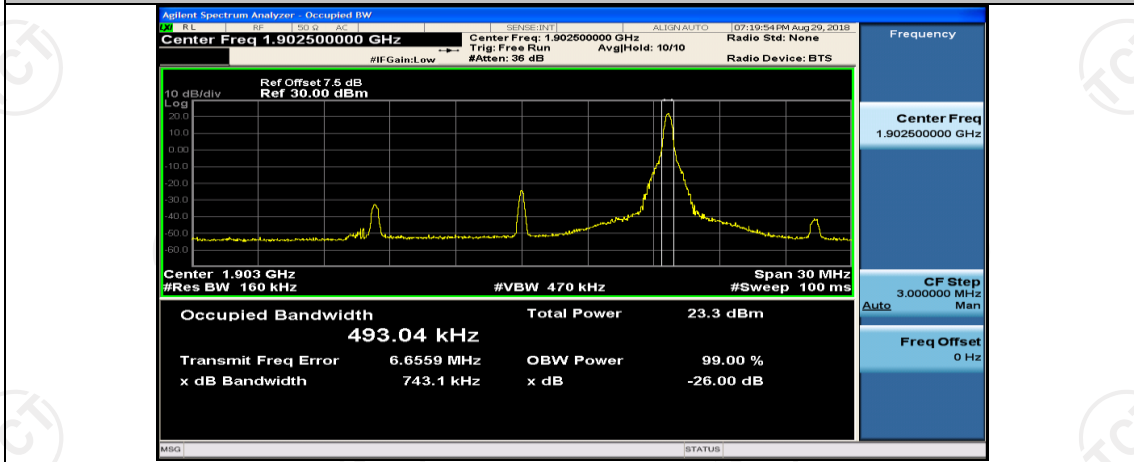 Agilent Spectrum Analyzer - Occupied BW
LXI RL RF 50 Ω AC SENSE:INT ALIGN AUTO 07:19:54 PM Aug 29, 2018
Center Freq 1.902500000 GHz Center Freq: 1.902500000 GHz Radio Std: None
Trig: Free Run Avg|Hold: 10/10
#IFGain:Low #Atten: 36 dB Radio Device: BTS
Ref Offset 7.5 dB
10 dB/div Ref 30.00 dBm
Log
20.0
10.0
0.00
-10.0
-20.0
-30.0
-40.0
-50.0
-60.0
Center 1.903 GHz Span 30 MHz
#Res BW 160 kHz #VBW 470 kHz #Sweep 100 ms
Occupied Bandwidth Total Power 23.3 dBm
493.04 kHz
Transmit Freq Error 6.6559 MHz OBW Power 99.00 %
x dB Bandwidth 743.1 kHz x dB -26.00 dB
MSG STATUS
Frequency
Center Freq
1.902500000 GHz
CF Step
3.000000 MHz
Auto Man
Freq Offset
0 Hz
TCT
TCT
TCT
TCT